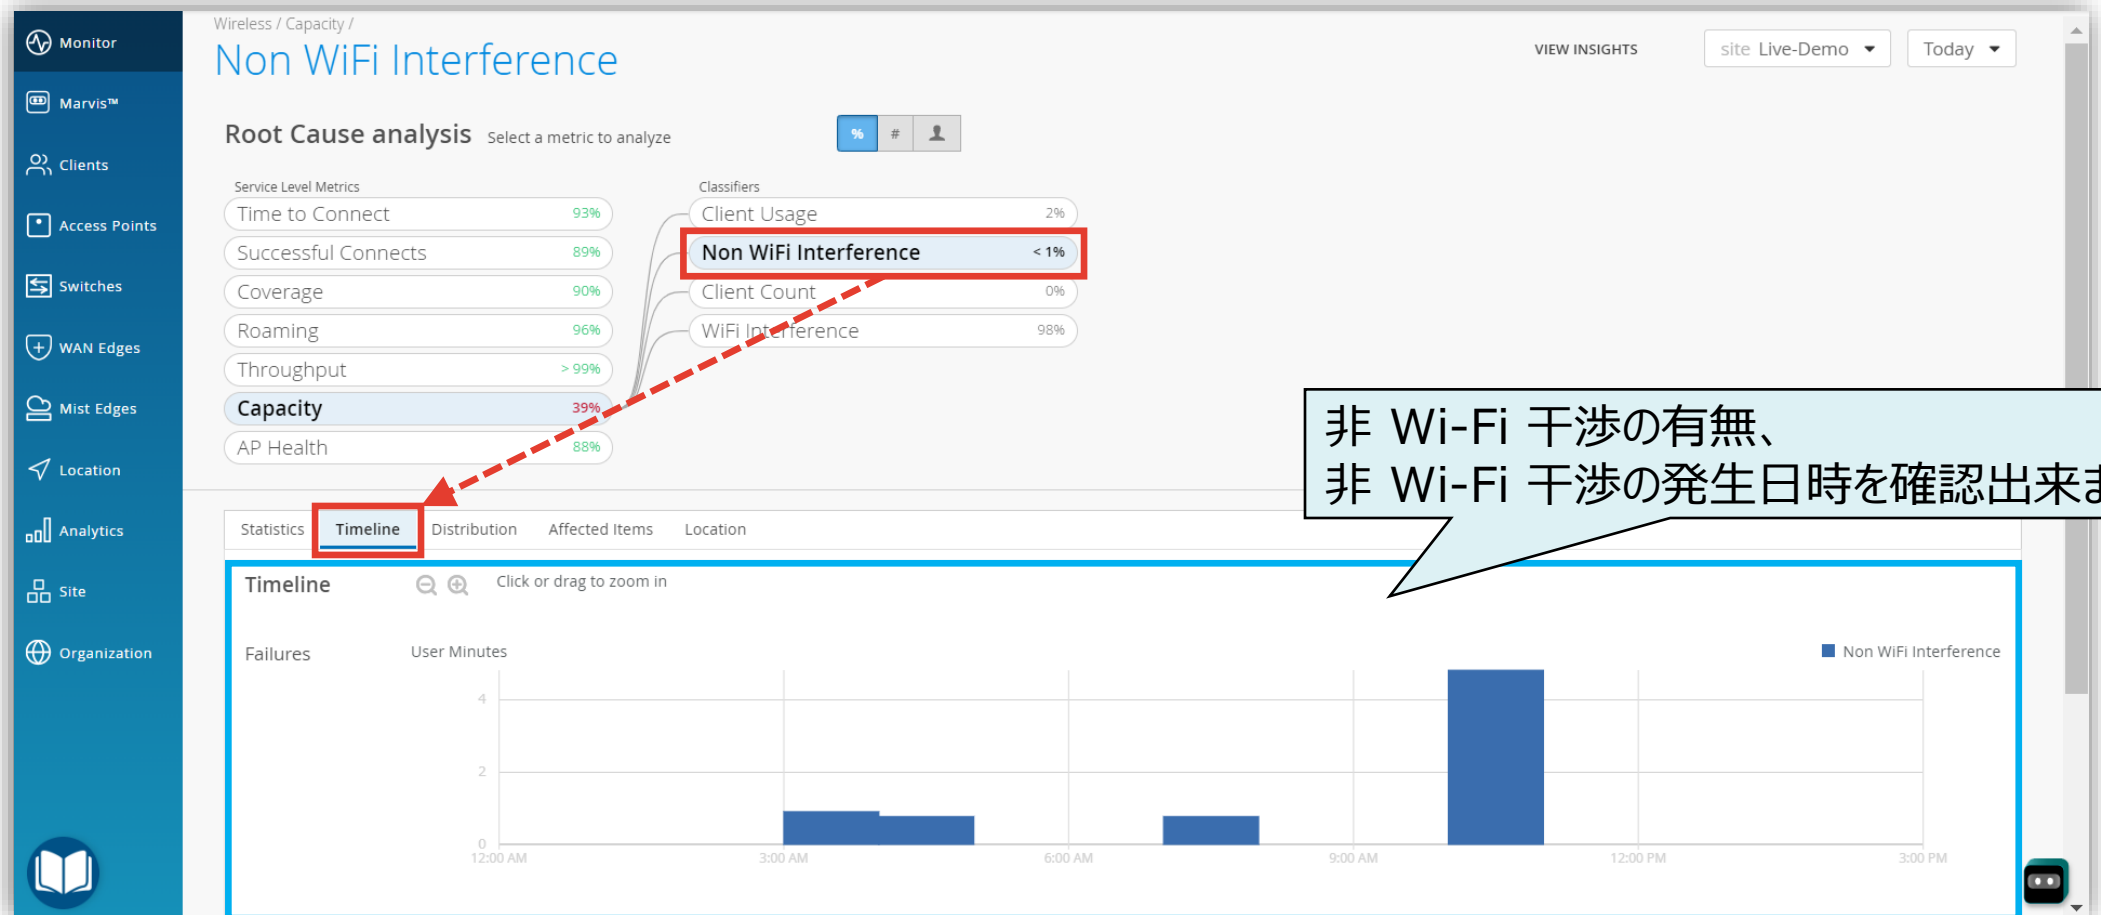 Monitor
Marvis™
Clients
Access Points
Switches
WAN Edges
Mist Edges
Location
Analytics
Site
Organization
Wireless / Capacity /
Non WiFi Interference
VIEW INSIGHTS
site Live-Demo
Today
Root Cause analysis Select a metric to analyze
% #
Service Level Metrics
Time to Connect 93%
Successful Connects 89%
Coverage 90%
Roaming 96%
Throughput > 99%
Capacity 39%
AP Health 88%
Classifiers
Client Usage 2%
Non WiFi Interference < 1%
Client Count 0%
WiFi Interference 98%
非 Wi-Fi 干渉の有無、
非 Wi-Fi 干渉の発生日時を確認出来ま
Statistics Timeline Distribution Affected Items Location
Timeline Click or drag to zoom in
Failures User Minutes Non WiFi Interference
4
2
0
12:00 AM 3:00 AM 6:00 AM 9:00 AM 12:00 PM 3:00 PM